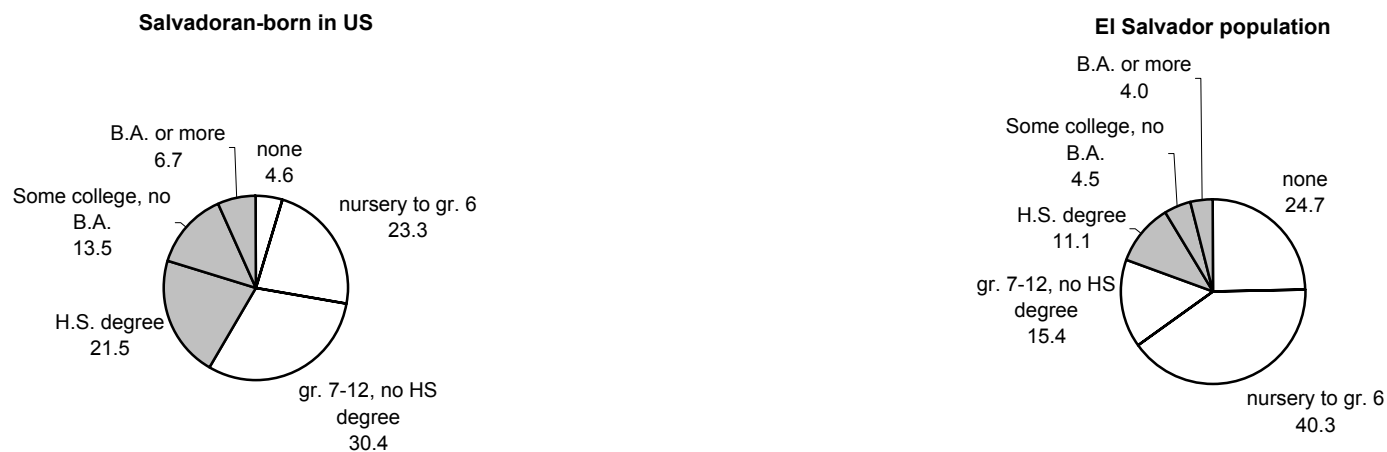 Salvadoran-born in US
B.A. or more
6.7
none
4.6
nursery to gr. 6
23.3
gr. 7-12, no HS
degree
30.4
H.S. degree
21.5
Some college, no
B.A.
13.5
El Salvador population
B.A. or more
4.0
none
24.7
nursery to gr. 6
40.3
gr. 7-12, no HS
degree
15.4
H.S. degree
11.1
Some college, no
B.A.
4.5